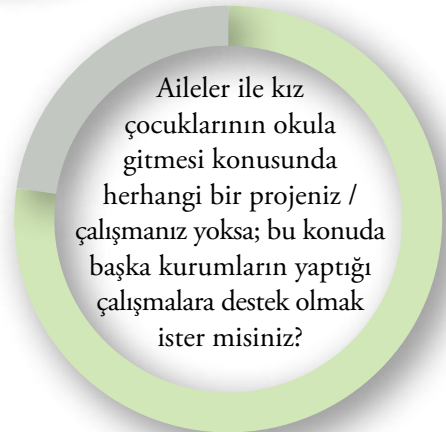 Aileler ile kız
çocuklarının okula
gitmesi konusunda
herhangi bir projeniz /
çalışmanız yoksa; bu konuda
başka kurumların yaptığı
çalışmalara destek olmak
ister misiniz?